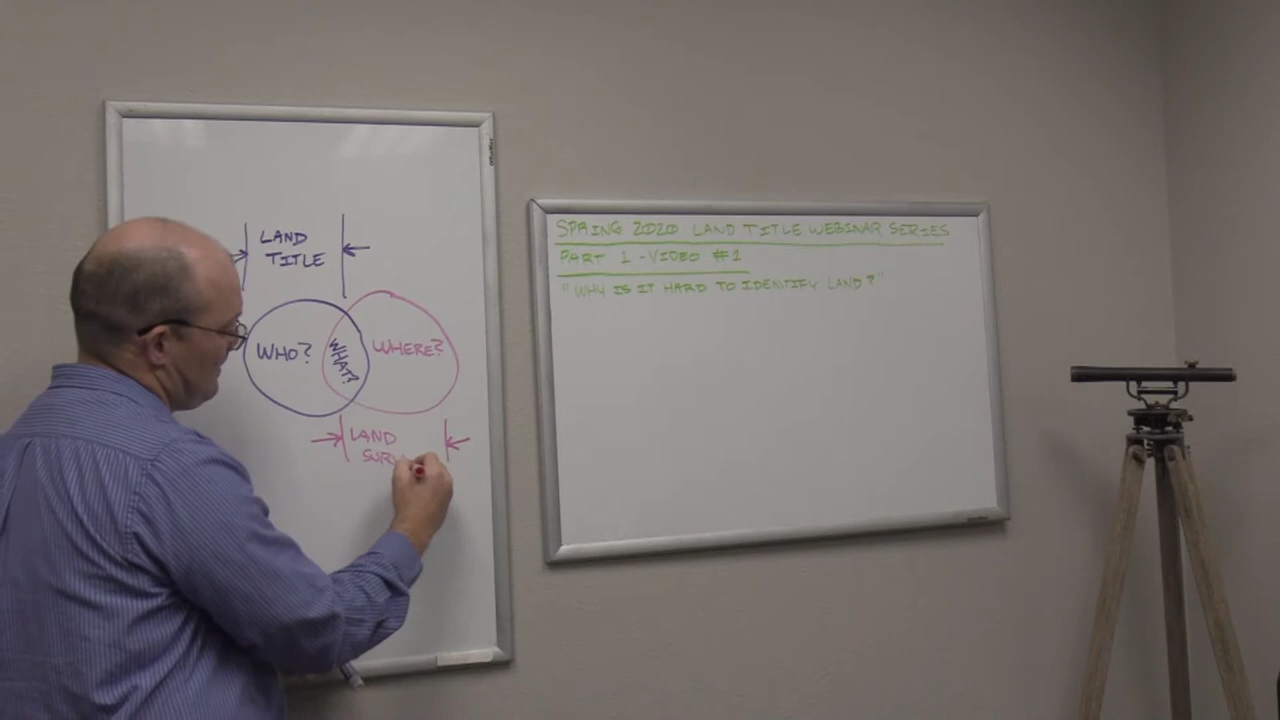 LAND
TITLE
WHO?
WHAT?
WHERE?
LAND
SPRING 2020 LAND TITLE WEBINAR SERIES
PART 1 - VIDEO #1
"WHY IS IT HARD TO IDENTIFY LAND?"